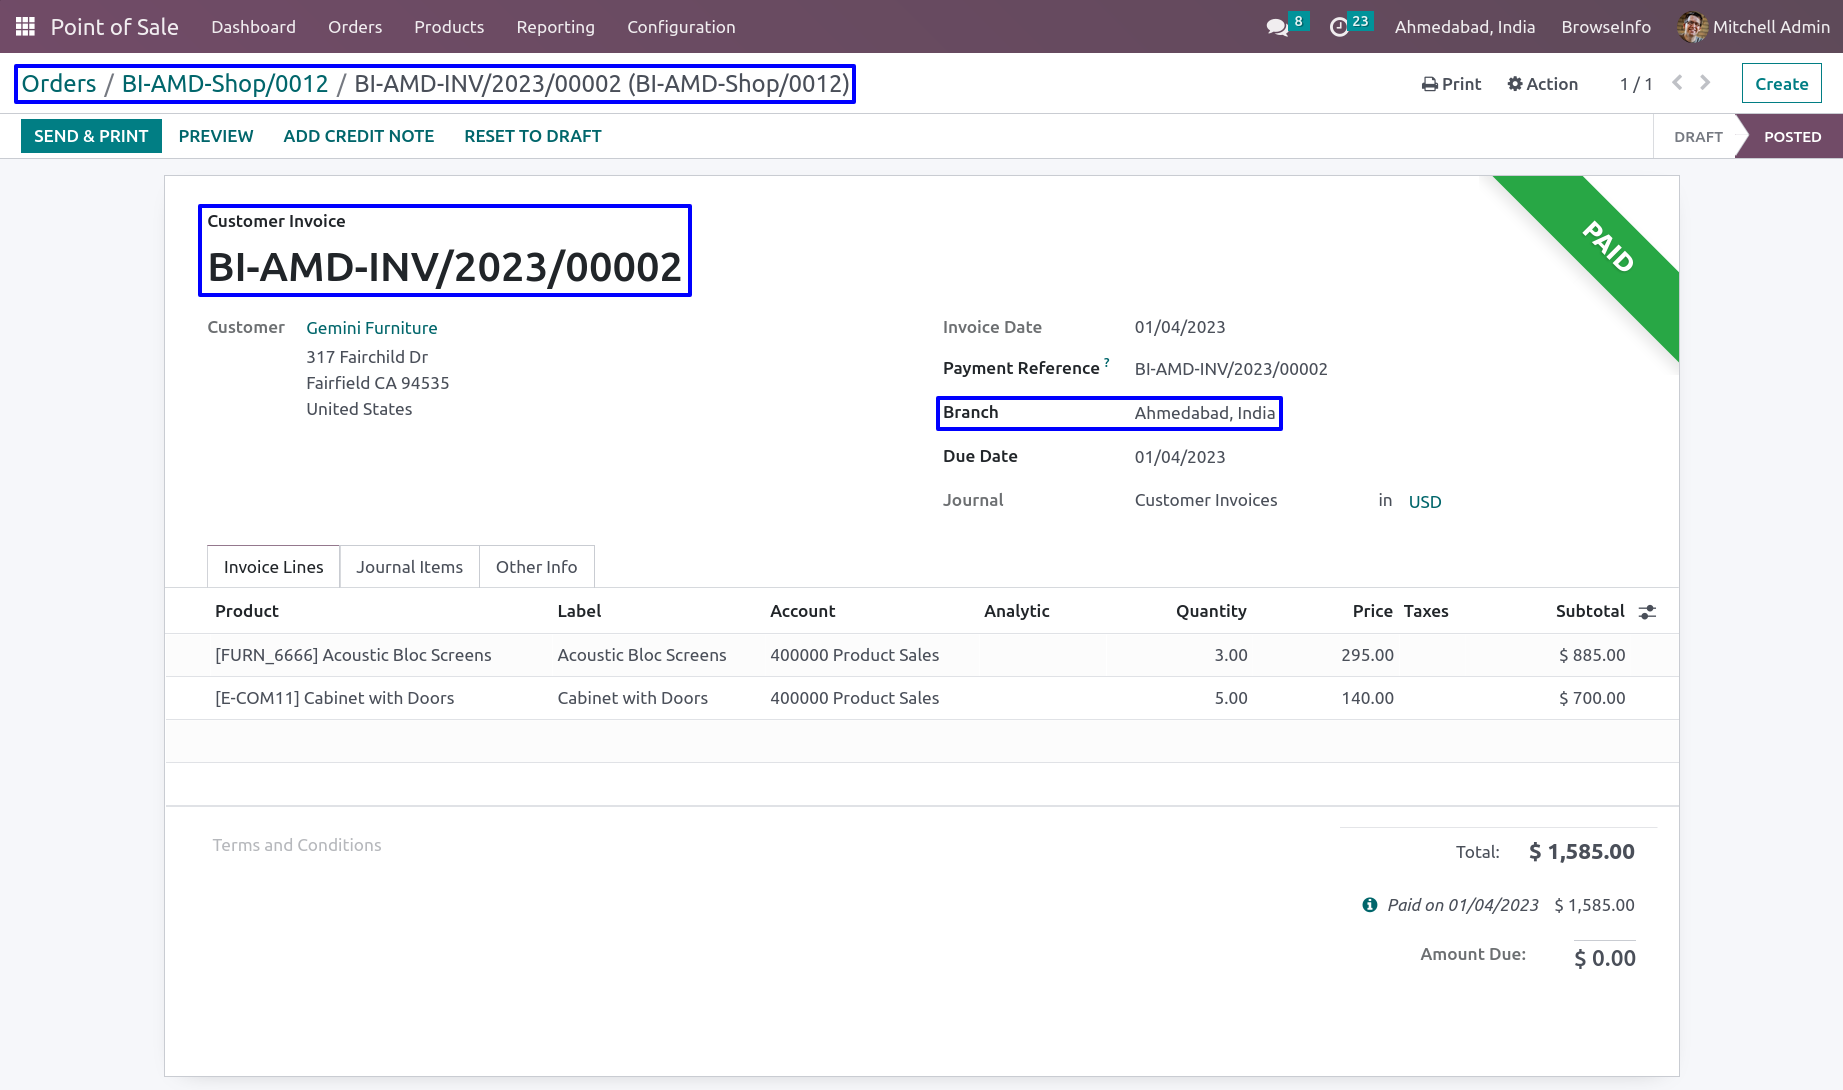 Point of Sale Dashboard Orders Products Reporting Configuration 8 23 Ahmedabad, India BrowseInfo Mitchell Admin
Orders / BI-AMD-Shop/0012 / BI-AMD-INV/2023/00002 (BI-AMD-Shop/0012) Print Action 1 / 1 Create
SEND & PRINT PREVIEW ADD CREDIT NOTE RESET TO DRAFT DRAFT POSTED
PAID
Customer Invoice
BI-AMD-INV/2023/00002
Customer Gemini Furniture
317 Fairchild Dr
Fairfield CA 94535
United States
Invoice Date 01/04/2023
Payment Reference ? BI-AMD-INV/2023/00002
Branch Ahmedabad, India
Due Date 01/04/2023
Journal Customer Invoices in USD
Invoice Lines Journal Items Other Info
Product Label Account Analytic Quantity Price Taxes Subtotal
[FURN_6666] Acoustic Bloc Screens Acoustic Bloc Screens 400000 Product Sales 3.00 295.00 $ 885.00
[E-COM11] Cabinet with Doors Cabinet with Doors 400000 Product Sales 5.00 140.00 $ 700.00
Terms and Conditions
Total: $ 1,585.00
Paid on 01/04/2023 $ 1,585.00
Amount Due: $ 0.00